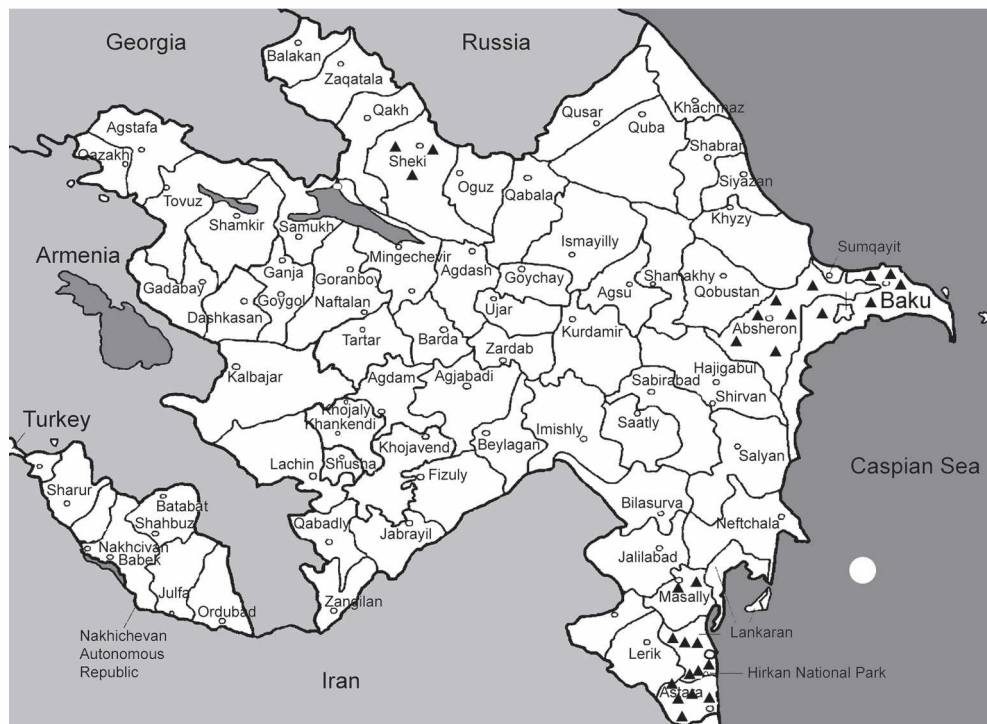 Georgia
Russia
Balakan
Zaqatala
Qakh
Qusar
Khachmaz
Quba
Agstafa
Qazakh
Sheki
Shabran
Oguz
Qabala
Siyazan
Tovuz
Khyzy
Shamkir
Samukh
Ismayilly
Sumqayit
Armenia
Mingechevir
Ganja
Goranboy
Agdash
Goychay
Shamakhy
Gadabay
Agsu
Qobustan
Baku
Goygol
Naftalan
Ujar
Dashkasan
Kurdamir
Absheron
Tartar
Barda
Zardab
Kalbajar
Agdam
Agjabadi
Hajigabul
Sabirabad
Shirvan
Khojaly
Khankendi
Turkey
Imishly
Saatly
Khojavend
Beylagan
Salyan
Lachin
Shusha
Caspian Sea
Fizuly
Sharur
Batabat
Bilasurva
Shahbuz
Qabadly
Neftchala
Jabrayil
Nakhcivan
Babek
Jalilabad
Julfa
Masally
Zangilan
Ordubad
Nakhichevan
Autonomous
Republic
Lankaran
Lerik
Hirkan National Park
Iran
Astara